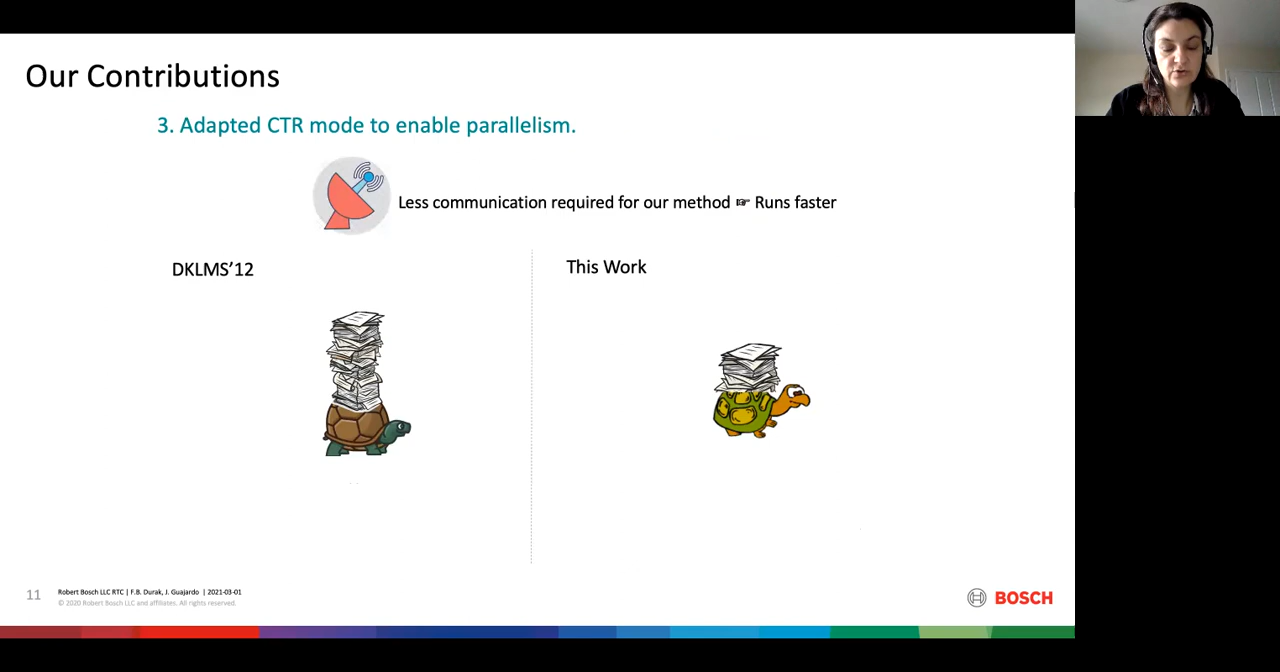 Our Contributions
3. Adapted CTR mode to enable parallelism.
Less communication required for our method ☞ Runs faster
DKLMS’12
This Work
11
Robert Bosch LLC RTC | F.B. Durak, J. Guajardo | 2021-03-01
© 2020 Robert Bosch LLC and affiliates. All rights reserved.
BOSCH